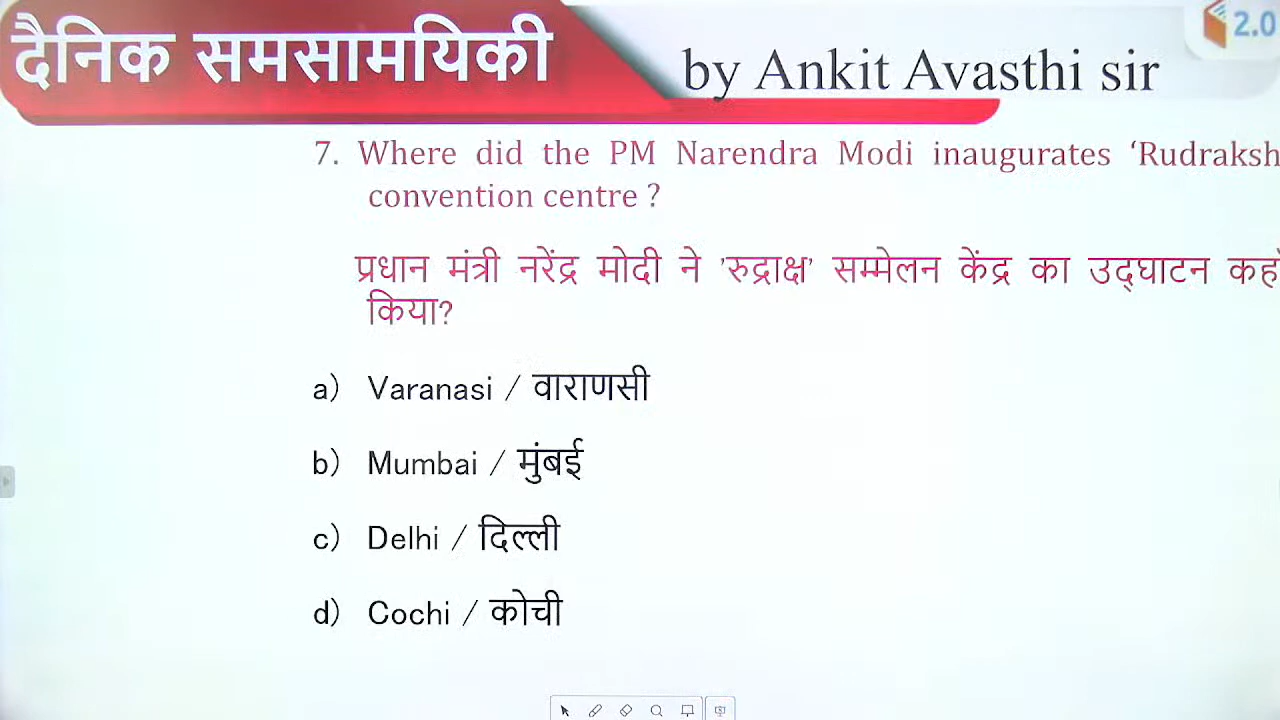 दैनिक समसामयिकी
by Ankit Avasthi sir
2.0
7. Where did the PM Narendra Modi inaugurates ‘Rudraksh
convention centre ?
प्रधान मंत्री नरेंद्र मोदी ने 'रुद्राक्ष' सम्मेलन केंद्र का उद्घाटन
किया?
a) Varanasi / वाराणसी
b) Mumbai / मुंबई
c) Delhi / दिल्ली
d) Cochi / कोची